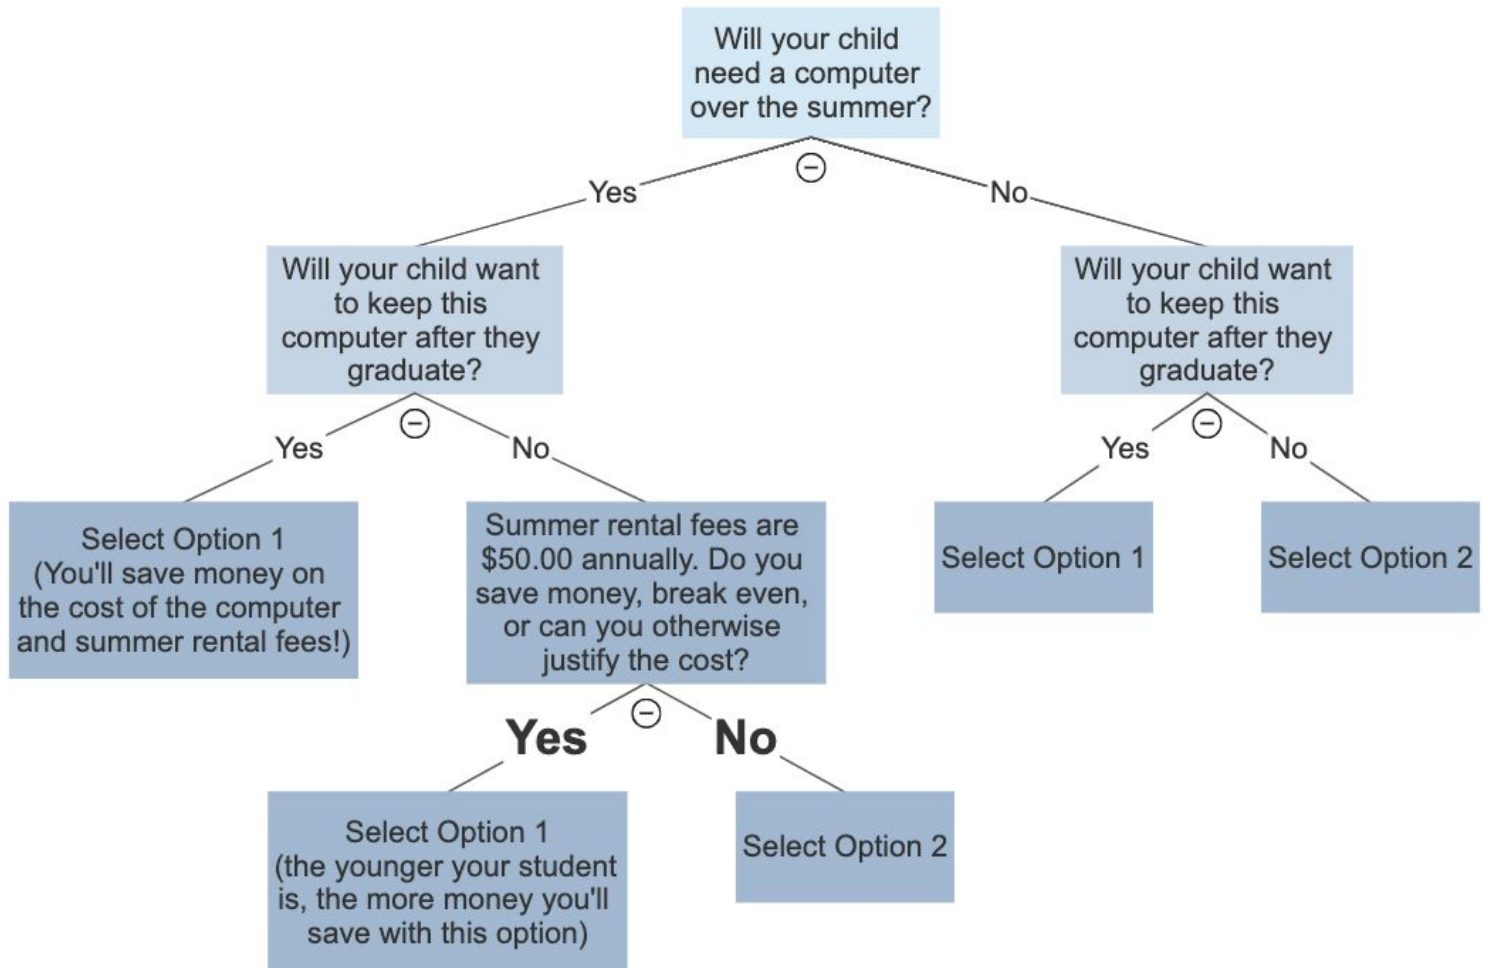 Will your child
need a computer
over the summer?
Yes
No
Will your child want
to keep this
computer after they
graduate?
Will your child want
to keep this
computer after they
graduate?
Yes
No
Yes
No
Select Option 1
(You'll save money on
the cost of the computer
and summer rental fees!)
Summer rental fees are
$50.00 annually. Do you
save money, break even,
or can you otherwise
justify the cost?
Select Option 1
Select Option 2
Yes
No
Select Option 1
(the younger your student
is, the more money you'll
save with this option)
Select Option 2